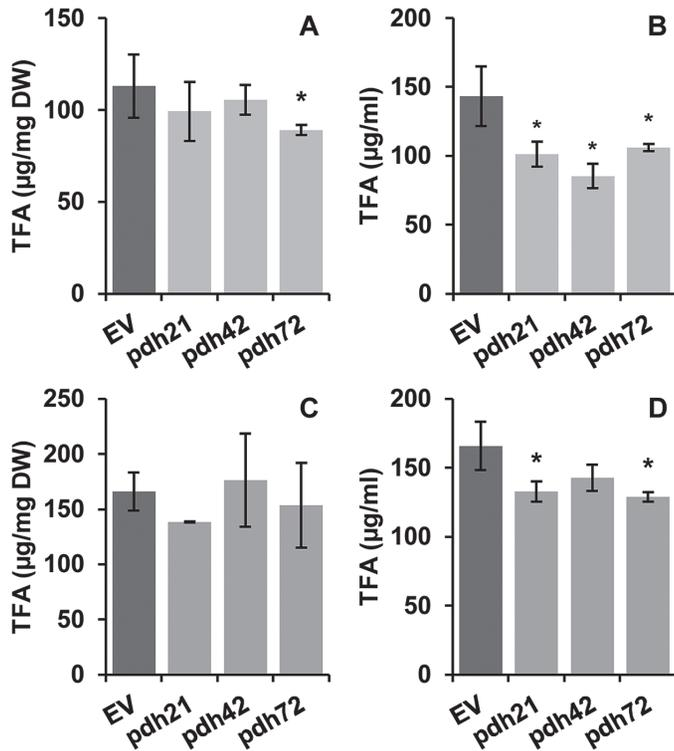 A
TFA (µg/mg DW)
150
100
50
0
*
EV
pdh21
pdh42
pdh72
B
TFA (µg/ml)
200
150
100
50
0
*
*
*
EV
pdh21
pdh42
pdh72
C
TFA (µg/mg DW)
250
200
150
100
50
0
EV
pdh21
pdh42
pdh72
D
TFA (µg/ml)
200
150
100
50
0
*
*
EV
pdh21
pdh42
pdh72